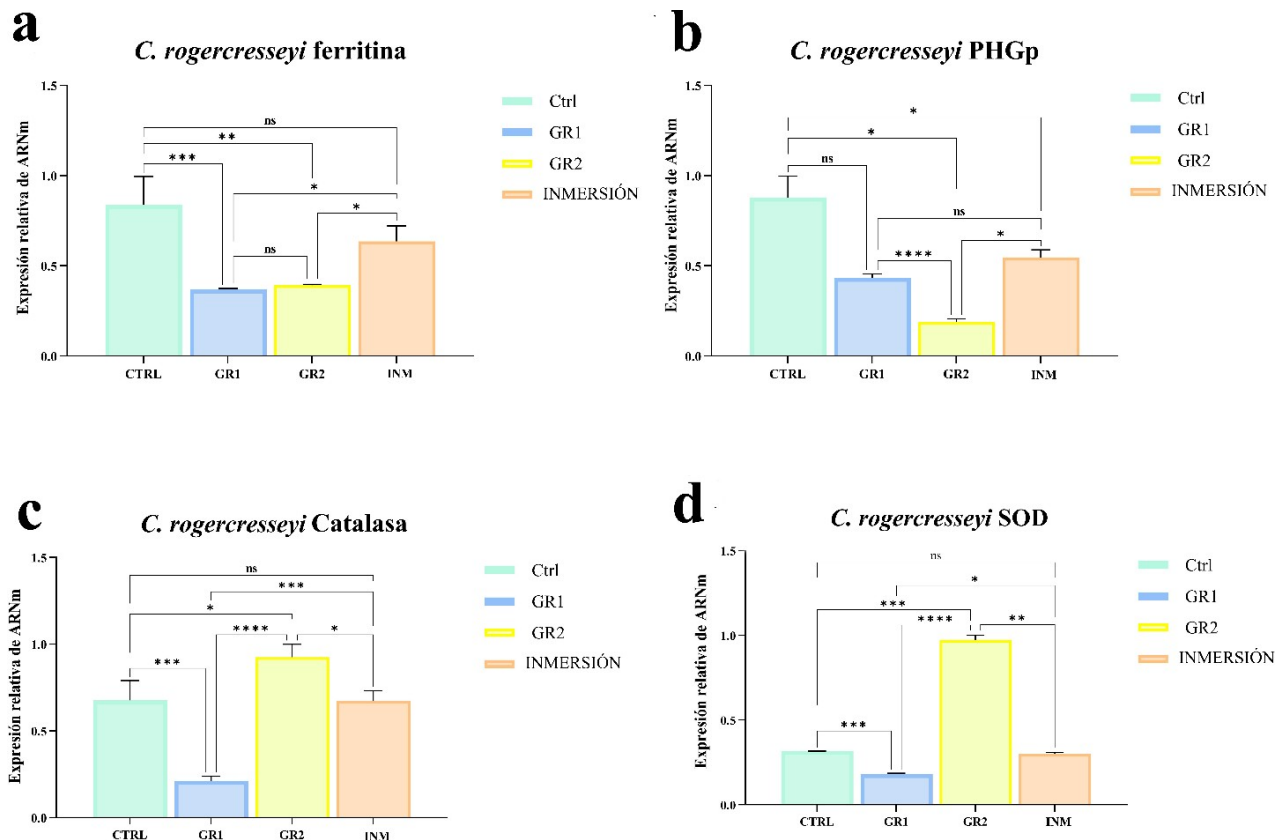 a
C. rogercresseyi ferritina
Expresión relativa de ARNm
1.5
1.0
0.5
0.0
ns
**
***
*
*
ns
CTRL
GR1
GR2
INM
Ctrl
GR1
GR2
INMERSIÓN
b
C. rogercresseyi PHGp
Expresión relativa de ARNm
1.5
1.0
0.5
0.0
*
*
ns
ns
*
****
CTRL
GR1
GR2
INM
Ctrl
GR1
GR2
INMERSIÓN
c
C. rogercresseyi Catalasa
Expresión relativa de ARNm
1.5
1.0
0.5
0.0
ns
***
*
****
*
***
CTRL
GR1
GR2
INM
Ctrl
GR1
GR2
INMERSIÓN
d
C. rogercresseyi SOD
Expresión relativa de ARNm
1.5
1.0
0.5
0.0
ns
*
***
****
**
***
CTRL
GR1
GR2
INM
Ctrl
GR1
GR2
INMERSIÓN